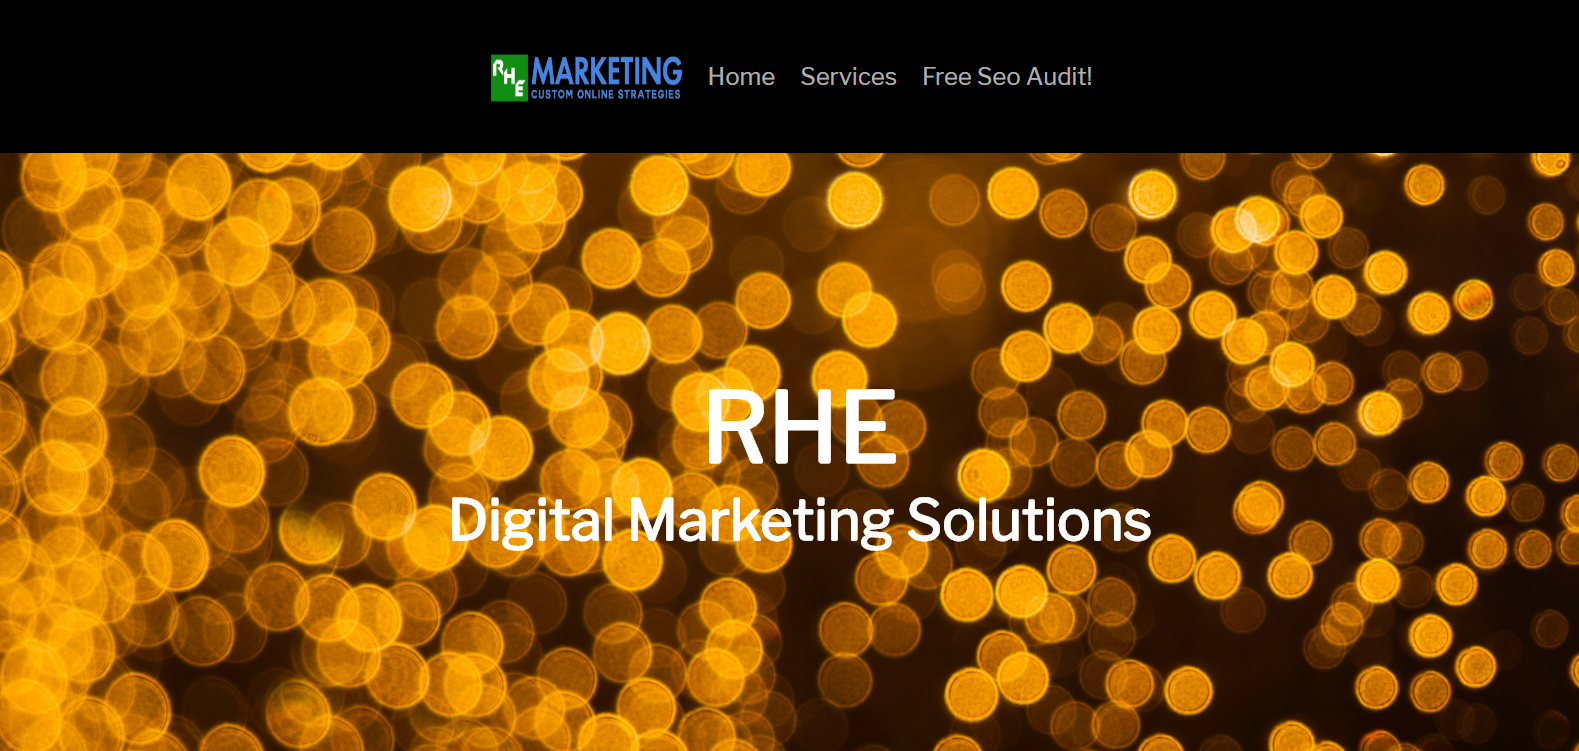 RHE MARKETING
CUSTOM ONLINE STRATEGIES
Home Services Free Seo Audit!
RHE
Digital Marketing Solutions